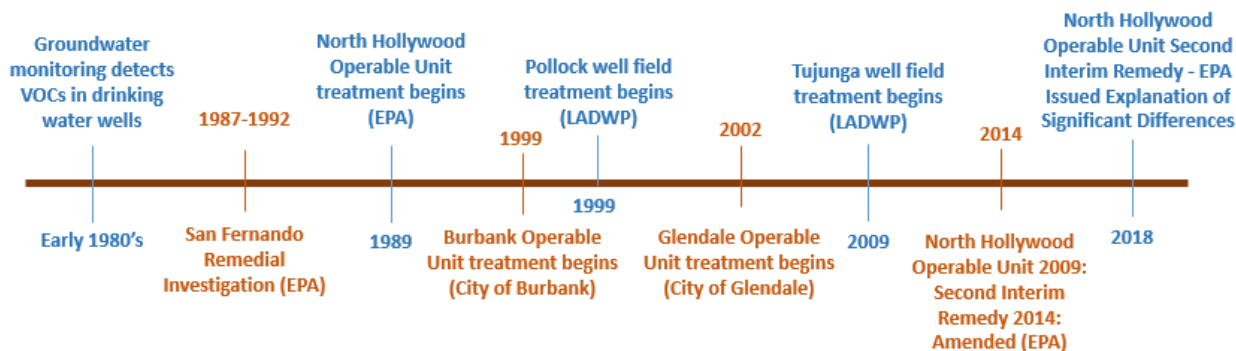 Groundwater
monitoring detects
VOCs in drinking
water wells
Early 1980's
1987-1992
San Fernando
Remedial
Investigation (EPA)
North Hollywood
Operable Unit
treatment begins
(EPA)
1989
1999
Burbank Operable
Unit treatment begins
(City of Burbank)
Pollock well field
treatment begins
(LADWP)
1999
2002
Glendale Operable
Unit treatment begins
(City of Glendale)
Tujunga well field
treatment begins
(LADWP)
2009
2014
North Hollywood
Operable Unit 2009:
Second Interim
Remedy 2014:
Amended (EPA)
North Hollywood
Operable Unit Second
Interim Remedy - EPA
Issued Explanation of
Significant Differences
2018